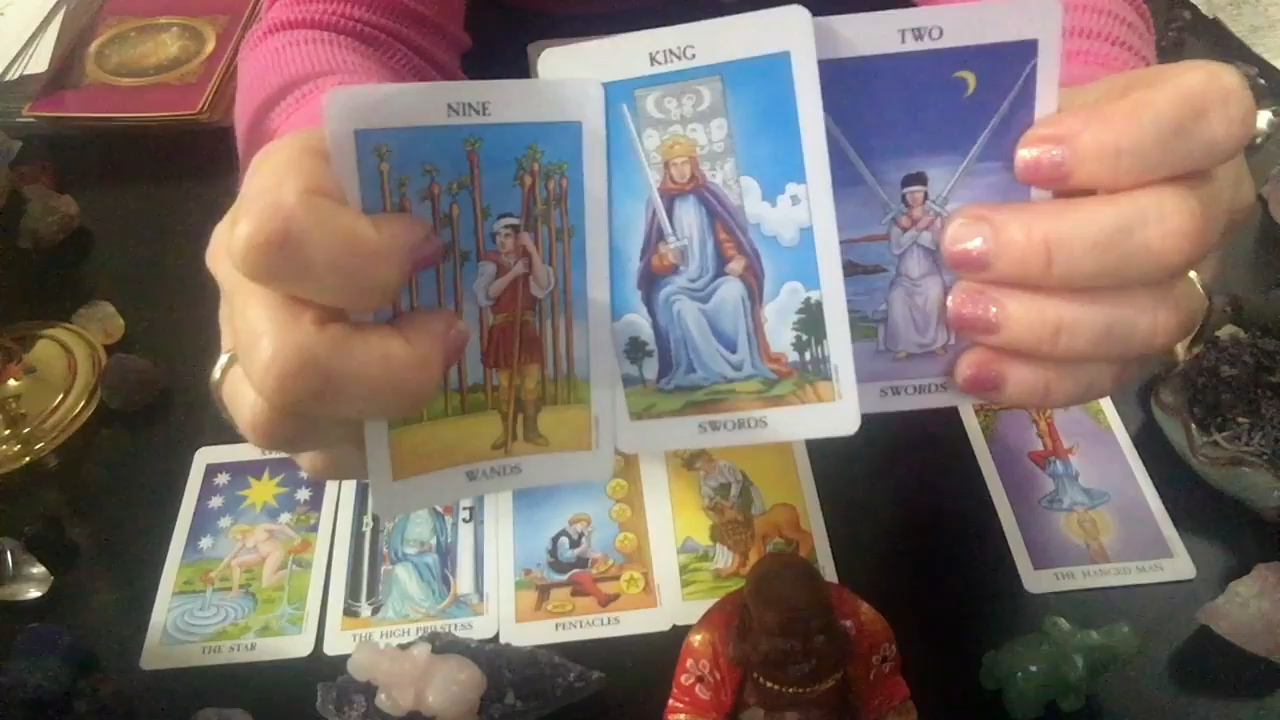 NINE
WANDS
KING
SWORDS
TWO
SWORDS
THE STAR
B
J
THE HIGH PRIESTESS
PENTACLES
THE HANGED MAN